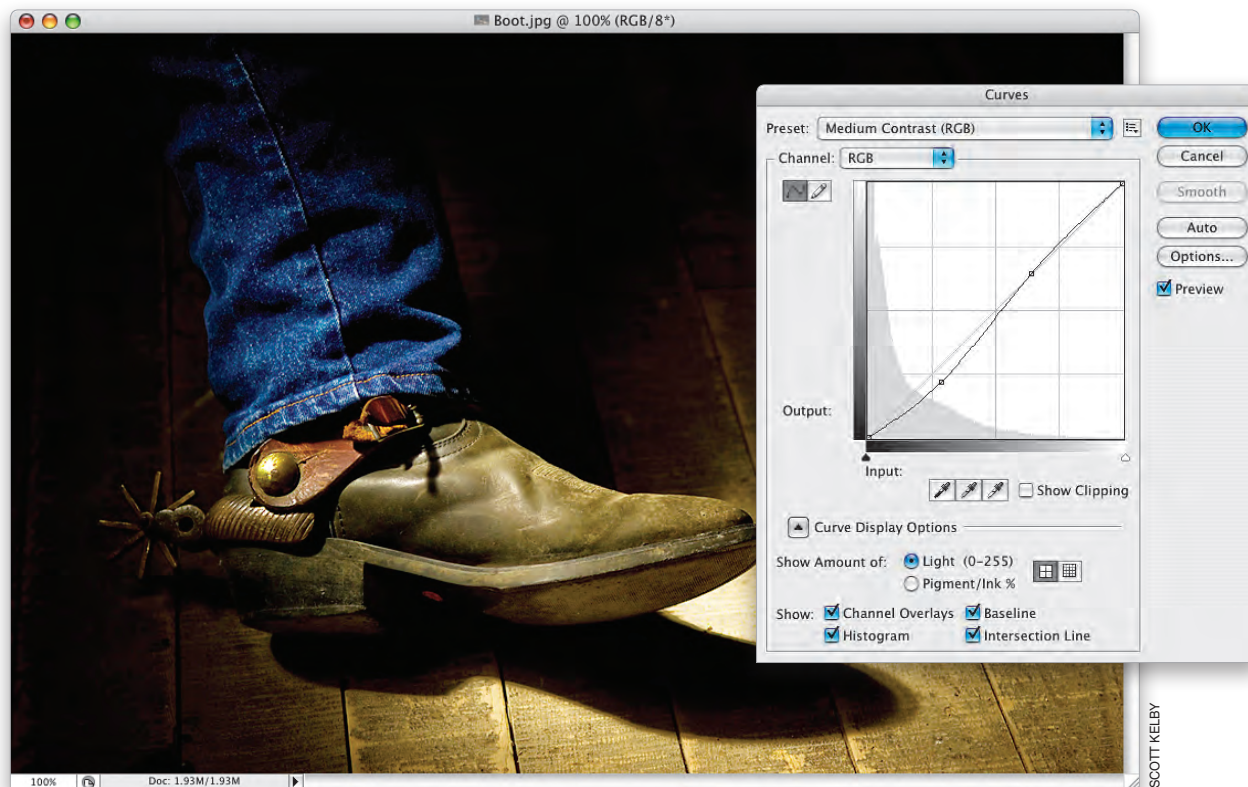 Boot.jpg @ 100% (RGB/8*)
Curves
Preset: Medium Contrast (RGB)
OK
Channel: RGB
Cancel
Smooth
Auto
Options...
Preview
Output:
Input:
Show Clipping
Curve Display Options
Show Amount of: Light (0-255)
Pigment/Ink %
Show: Channel Overlays Baseline
Histogram Intersection Line
SCOTT KELBY
100% Doc: 1.93M/1.93M